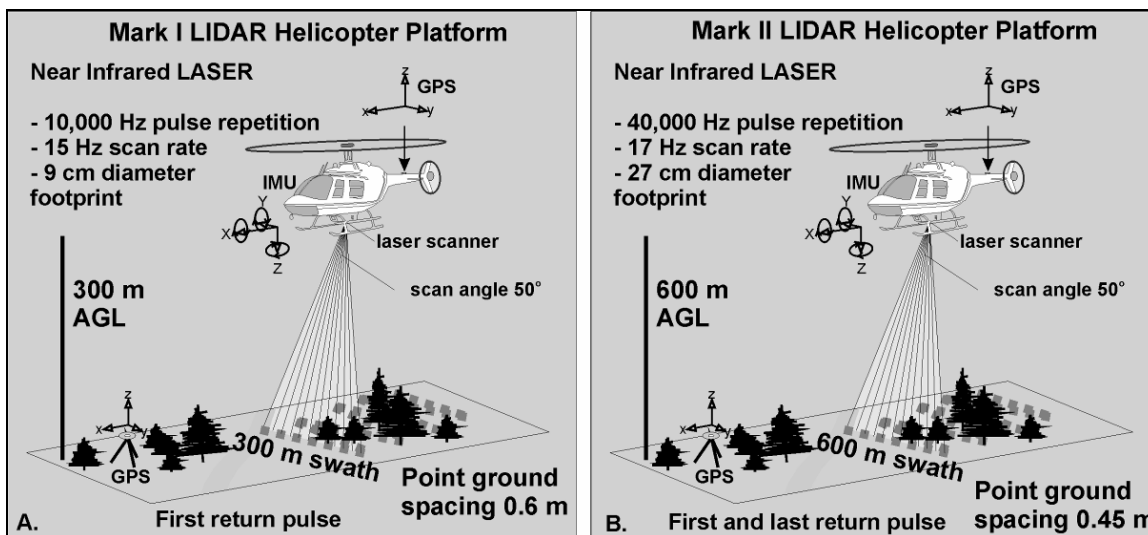 Mark I LIDAR Helicopter Platform
Near Infrared LASER
z
GPS
x
y
- 10,000 Hz pulse repetition
- 15 Hz scan rate
- 9 cm diameter
footprint
IMU
Y
X
Z
laser scanner
scan angle 50°
300 m
AGL
z
x
y
GPS
300 m swath
Point ground
spacing 0.6 m
A.
First return pulse
Mark II LIDAR Helicopter Platform
Near Infrared LASER
z
GPS
x
y
- 40,000 Hz pulse repetition
- 17 Hz scan rate
- 27 cm diameter
footprint
IMU
Y
X
Z
laser scanner
scan angle 50°
600 m
AGL
z
x
y
GPS
600 m swath
Point ground
spacing 0.45 m
B.
First and last return pulse